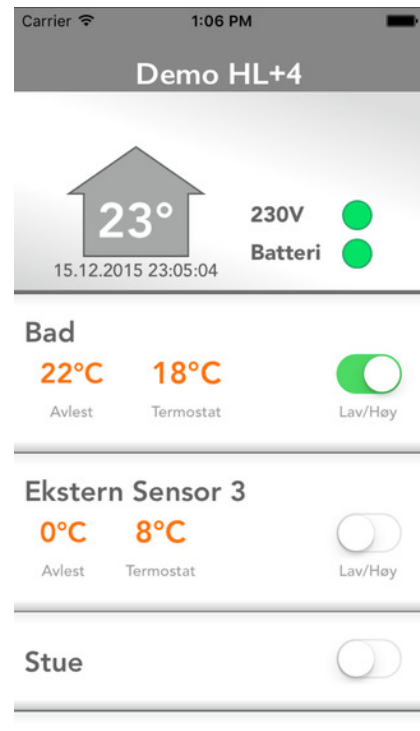 Carrier 1:06 PM
Demo HL+4
23°
230V
Batteri
15.12.2015 23:05:04
Bad
22°C 18°C
Avlest Termostat Lav/Høy
Ekstern Sensor 3
0°C 8°C
Avlest Termostat Lav/Høy
Stue